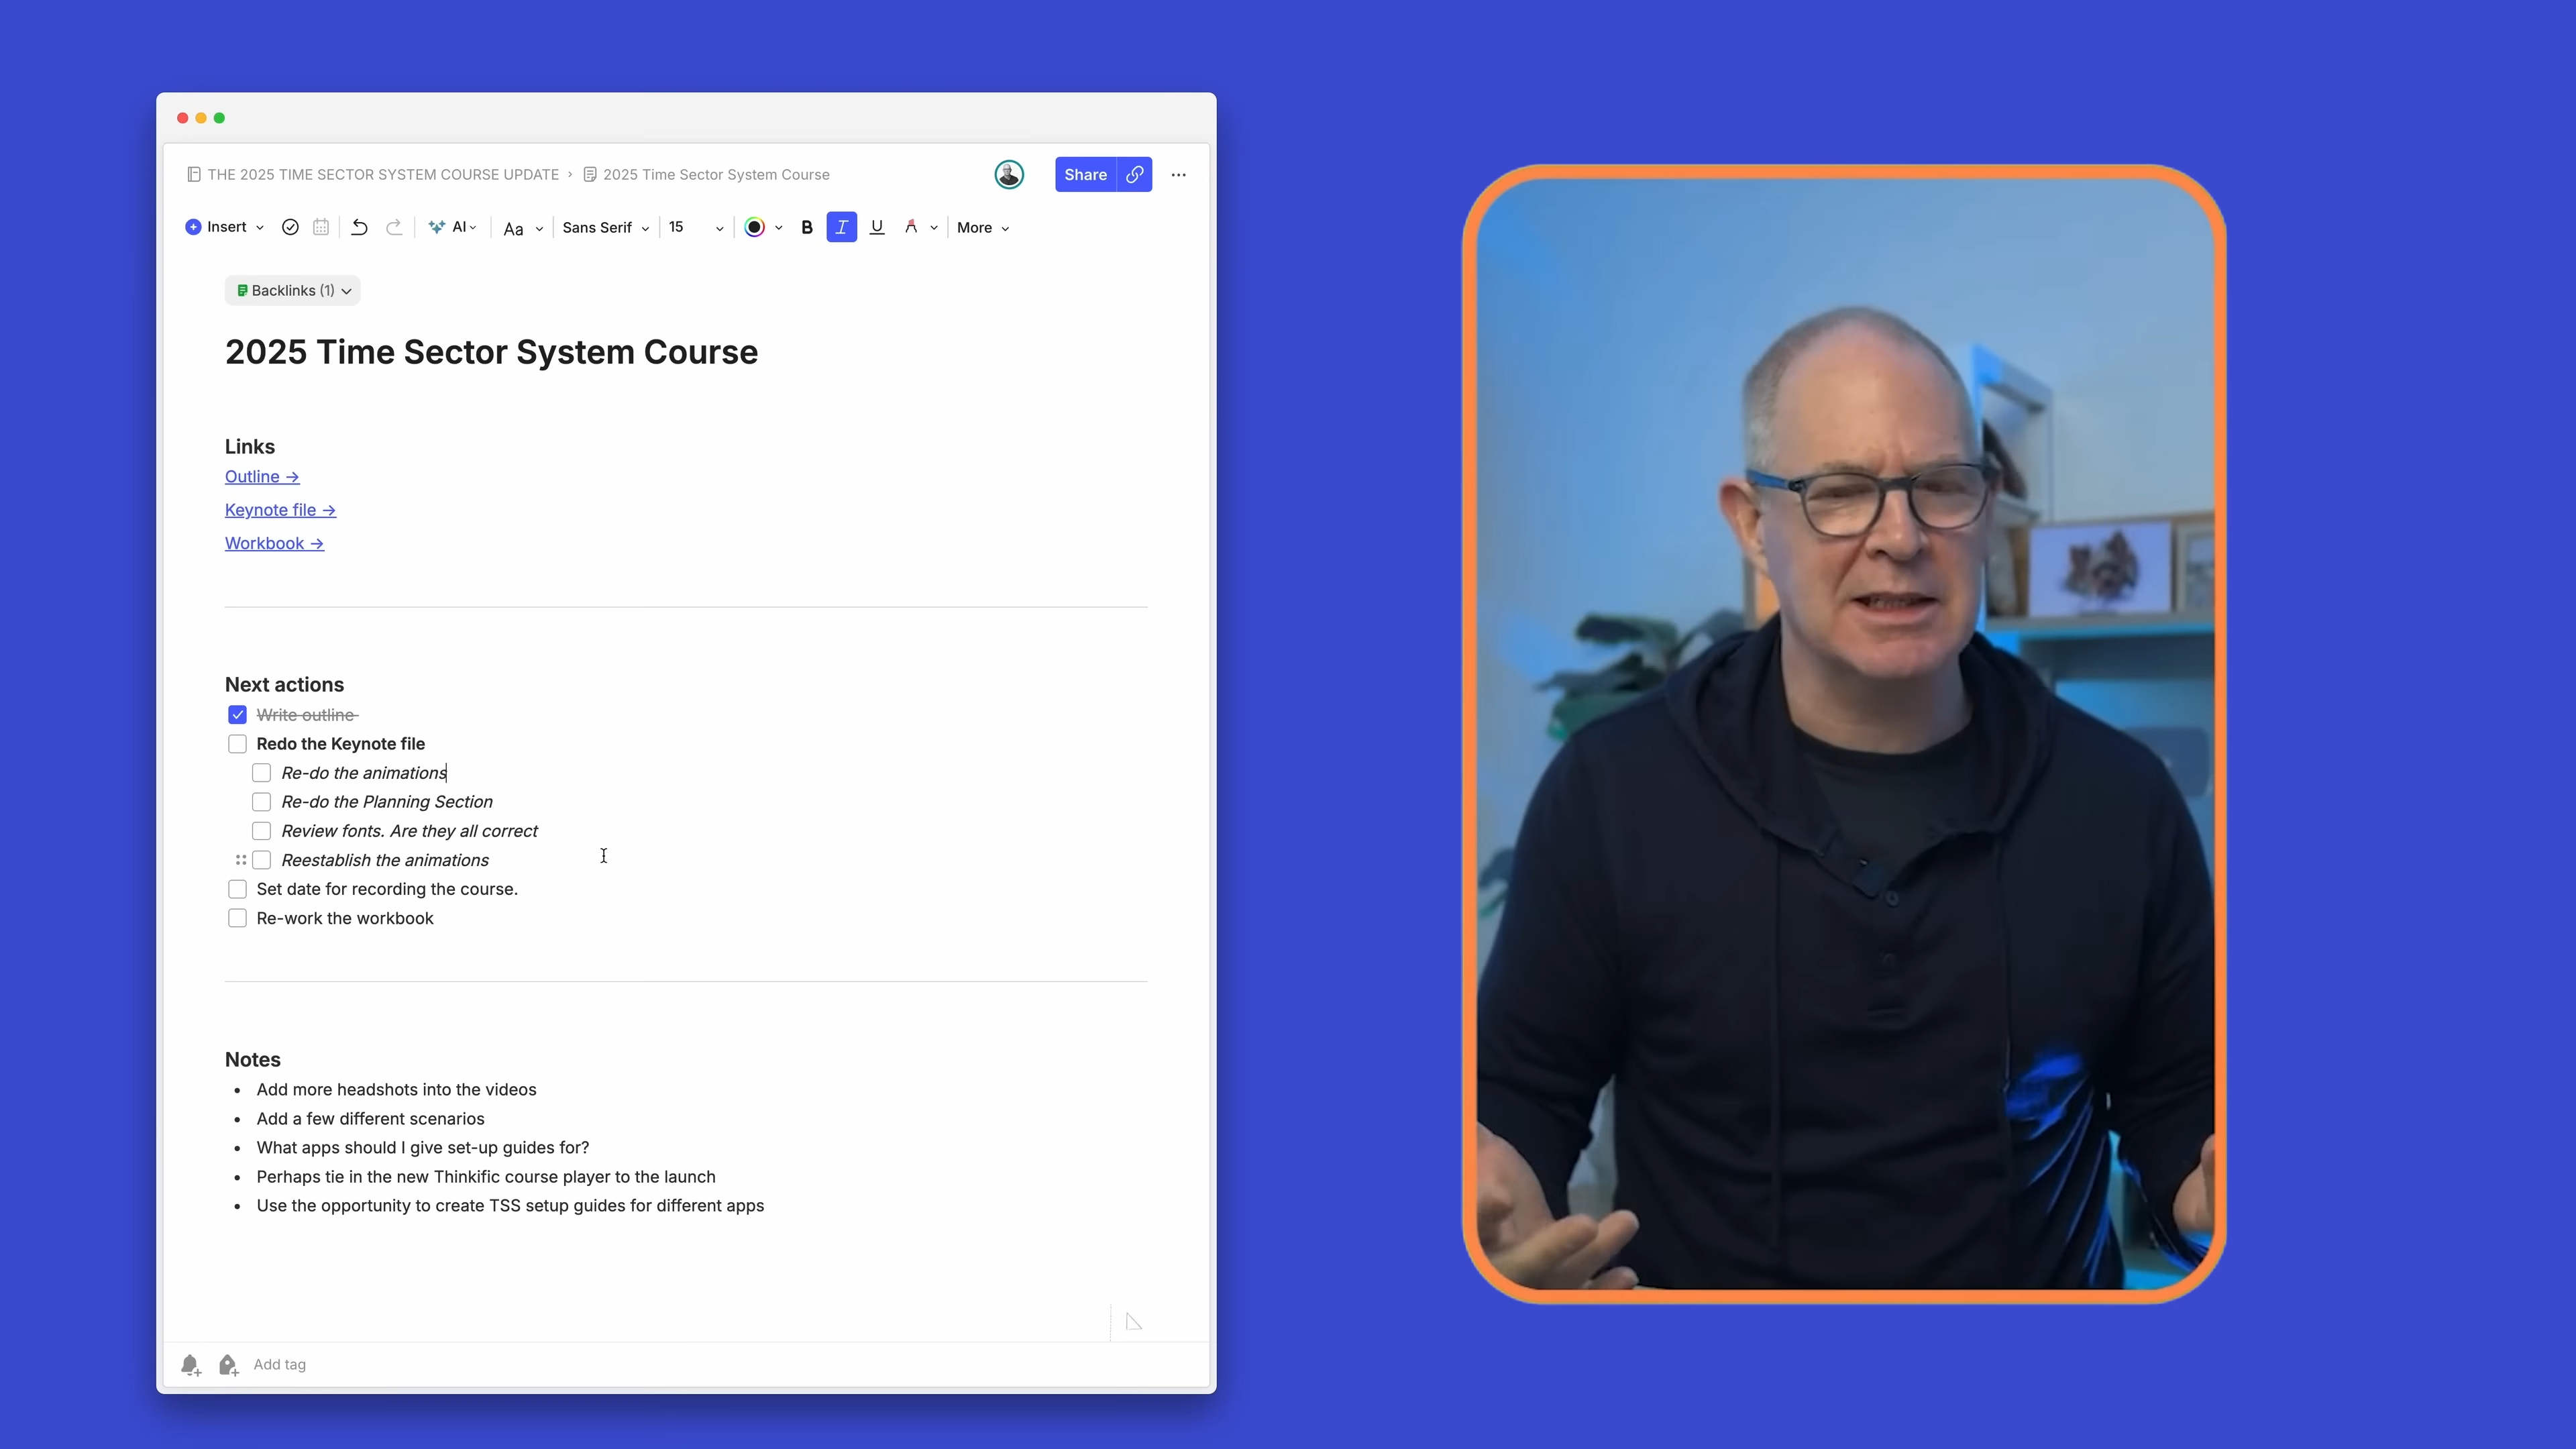 THE 2025 TIME SECTOR SYSTEM COURSE UPDATE › 2025 Time Sector System Course
Share
Insert AI Aa Sans Serif 15 B I U A More
Backlinks (1)
2025 Time Sector System Course
Links
Outline →
Keynote file →
Workbook →
Next actions
Write outline
Redo the Keynote file
Re-do the animations
Re-do the Planning Section
Review fonts. Are they all correct
Reestablish the animations
Set date for recording the course.
Re-work the workbook
Notes
• Add more headshots into the videos
• Add a few different scenarios
• What apps should I give set-up guides for?
• Perhaps tie in the new Thinkific course player to the launch
• Use the opportunity to create TSS setup guides for different apps
Add tag